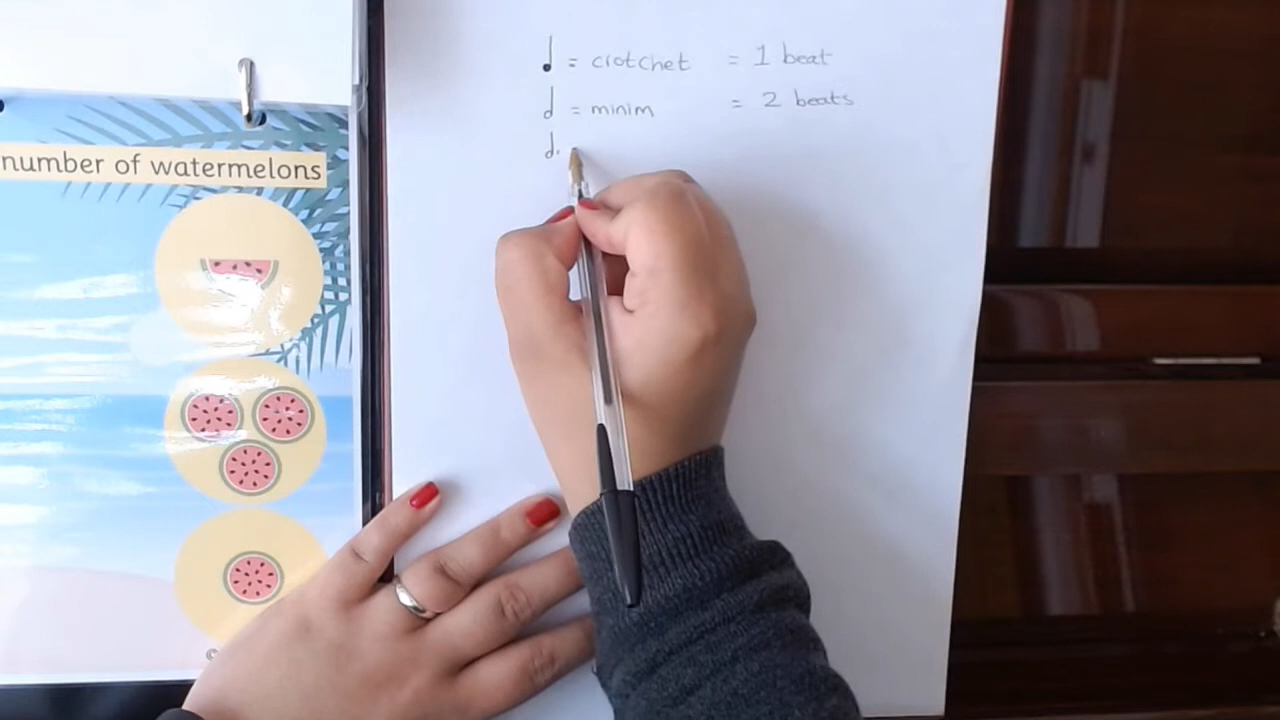 number of watermelons
𝅘𝅥 = crotchet = 1 beat
𝅗𝅥 = minim = 2 beats
𝅗𝅥.